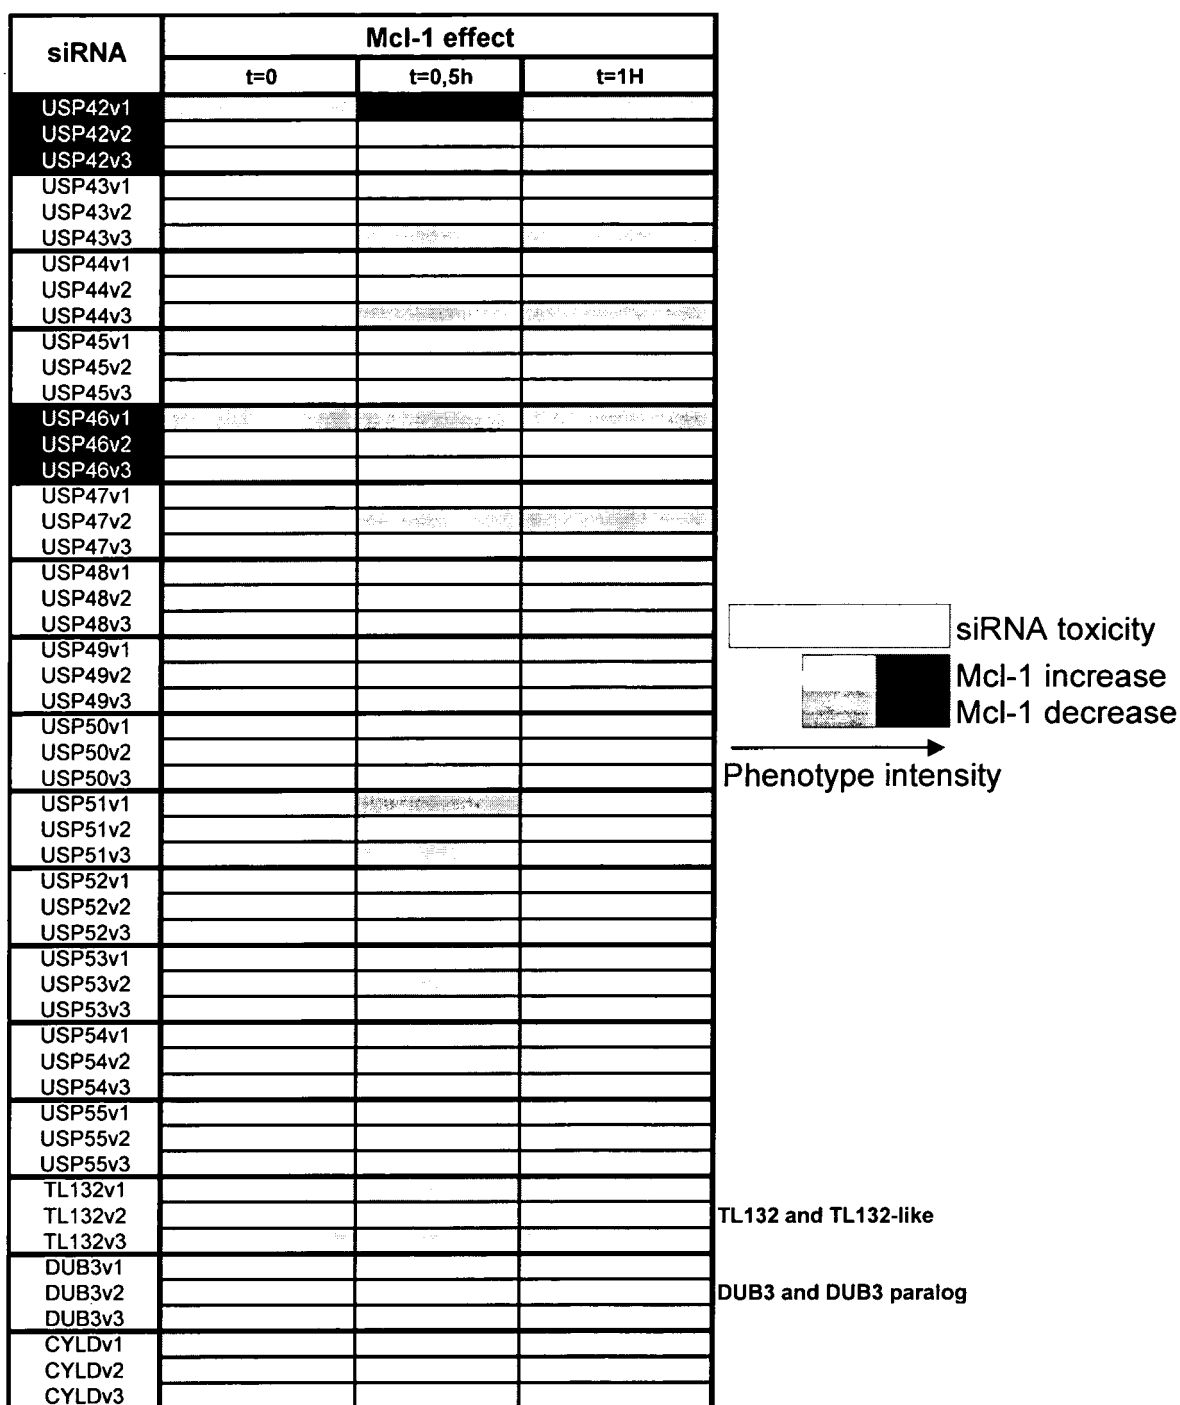 siRNA
Mcl-1 effect
t=0
t=0,5h
t=1H
USP42v1
USP42v2
USP42v3
USP43v1
USP43v2
USP43v3
USP44v1
USP44v2
USP44v3
USP45v1
USP45v2
USP45v3
USP46v1
USP46v2
USP46v3
USP47v1
USP47v2
USP47v3
USP48v1
USP48v2
USP48v3
USP49v1
USP49v2
USP49v3
USP50v1
USP50v2
USP50v3
USP51v1
USP51v2
USP51v3
USP52v1
USP52v2
USP52v3
USP53v1
USP53v2
USP53v3
USP54v1
USP54v2
USP54v3
USP55v1
USP55v2
USP55v3
TL132v1
TL132v2
TL132v3
TL132 and TL132-like
DUB3v1
DUB3v2
DUB3v3
DUB3 and DUB3 paralog
CYLDv1
CYLDv2
CYLDv3
siRNA toxicity
Mcl-1 increase
Mcl-1 decrease
Phenotype intensity